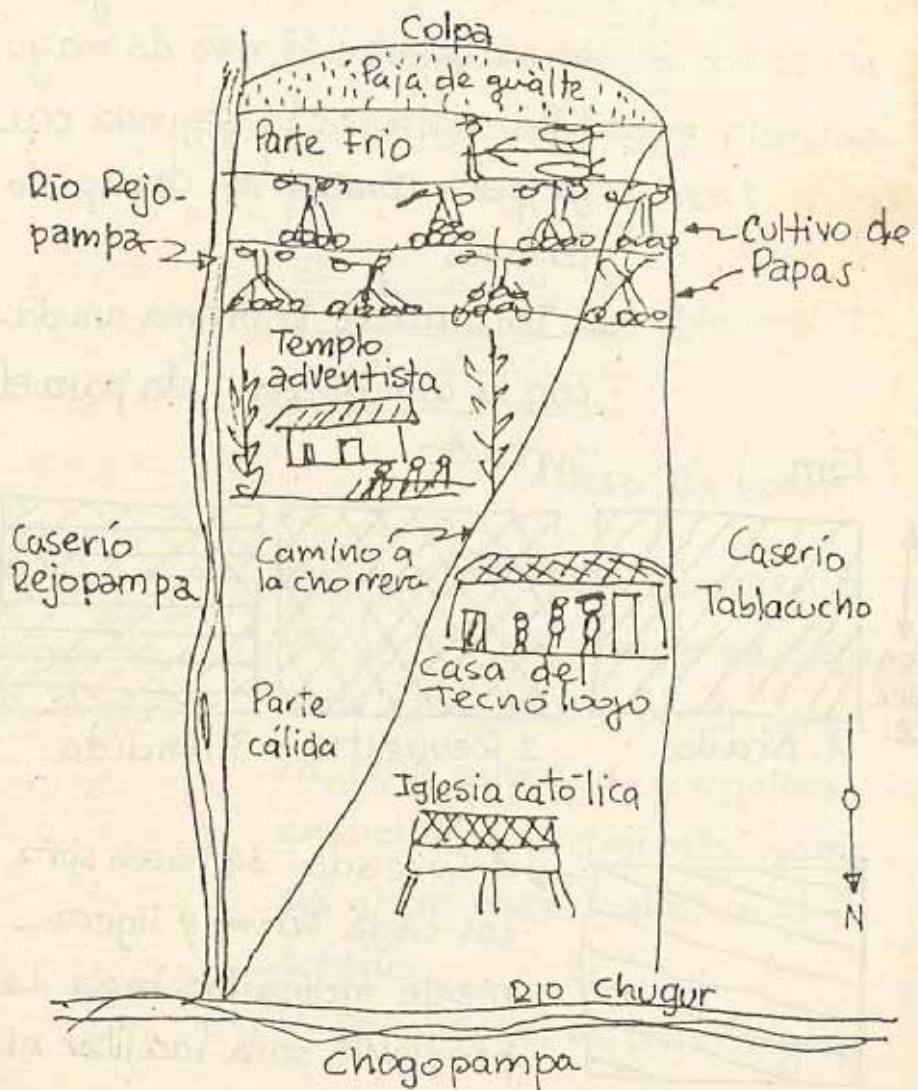 Colpa
Paja de gualte
Parte Frio
Río Rejo-
pampa
Cultivo de
Papas
Templo
adventista
Caserío
Rejopampa
Camino a
la chorrera
Caserío
Tablacucho
Casa del
Tecnólogo
Parte
cálida
Iglesia católica
N
RIO Chugur
Chogopampa